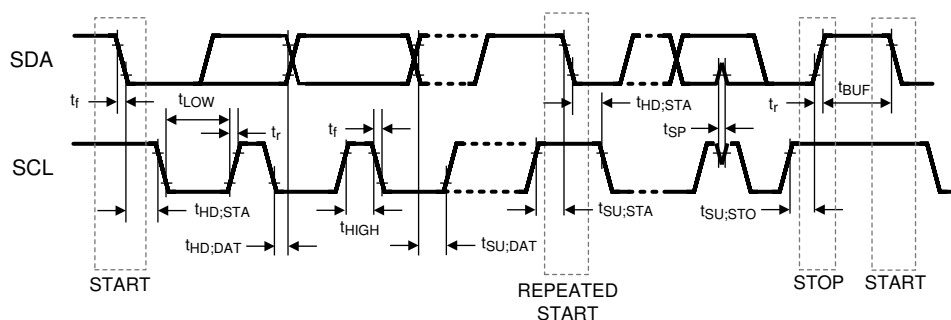 SDA
t_f
t_LOW
t_r
t_f
t_HD;STA
t_SP
t_r
t_BUF
SCL
t_HD;STA
t_HD;DAT
t_HIGH
t_SU;DAT
t_SU;STA
t_SU;STO
START
REPEATED
START
STOP
START